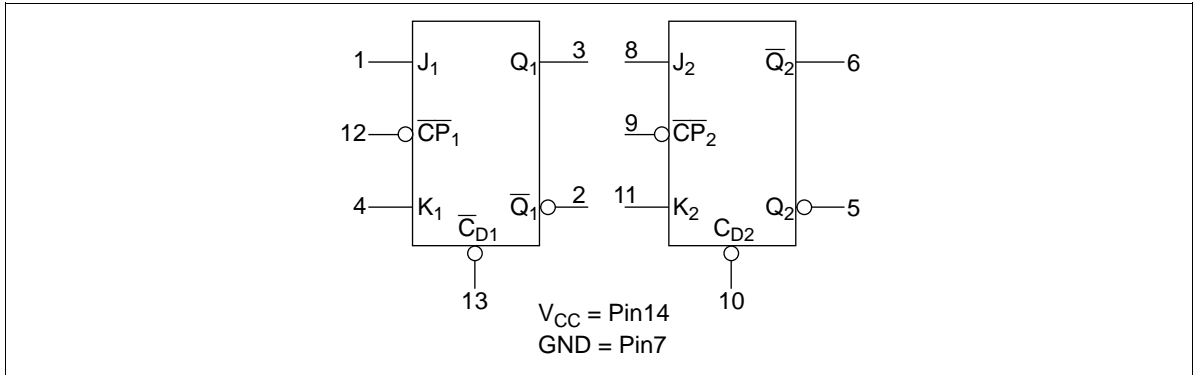 1 J₁ Q₁ 3 8 J₂ Q̅₂ 6
12 C̅P̅₁ 9 C̅P̅₂
4 K₁ Q̅₁ 2 11 K₂ Q₂ 5
C̅D1 CD2
13 10
VCC = Pin14
GND = Pin7